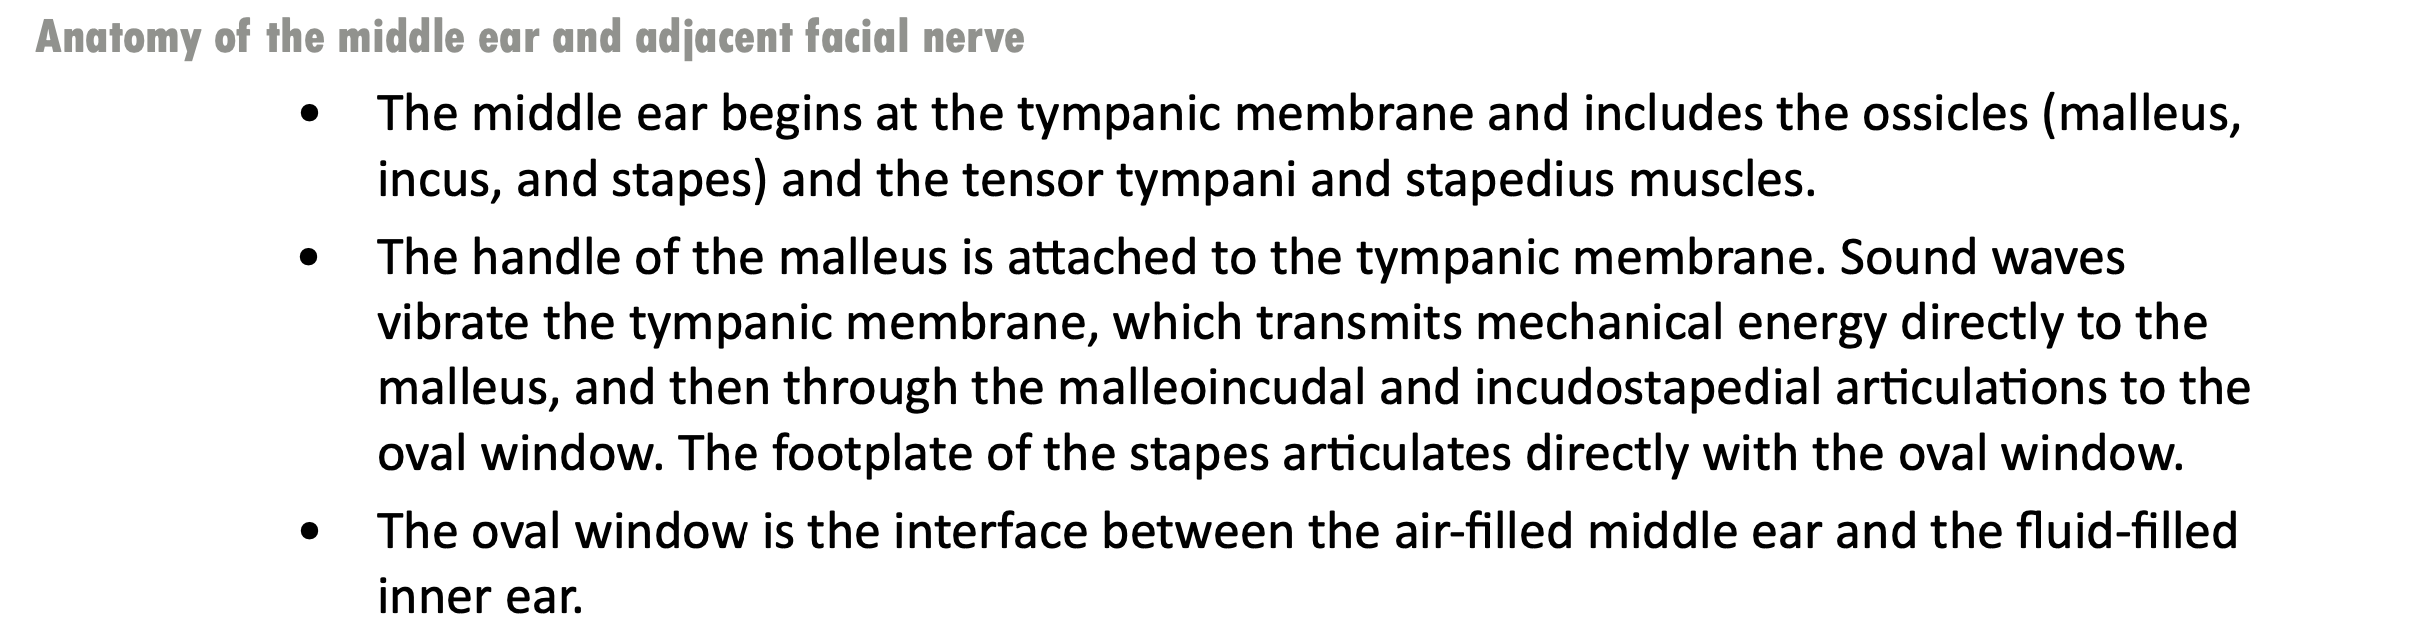 Anatomy of the middle ear and adjacent facial nerve
• The middle ear begins at the tympanic membrane and includes the ossicles (malleus,
incus, and stapes) and the tensor tympani and stapedius muscles.
• The handle of the malleus is attached to the tympanic membrane. Sound waves
vibrate the tympanic membrane, which transmits mechanical energy directly to the
malleus, and then through the malleoincudal and incudostapedial articulations to the
oval window. The footplate of the stapes articulates directly with the oval window.
• The oval window is the interface between the air-filled middle ear and the fluid-filled
inner ear.